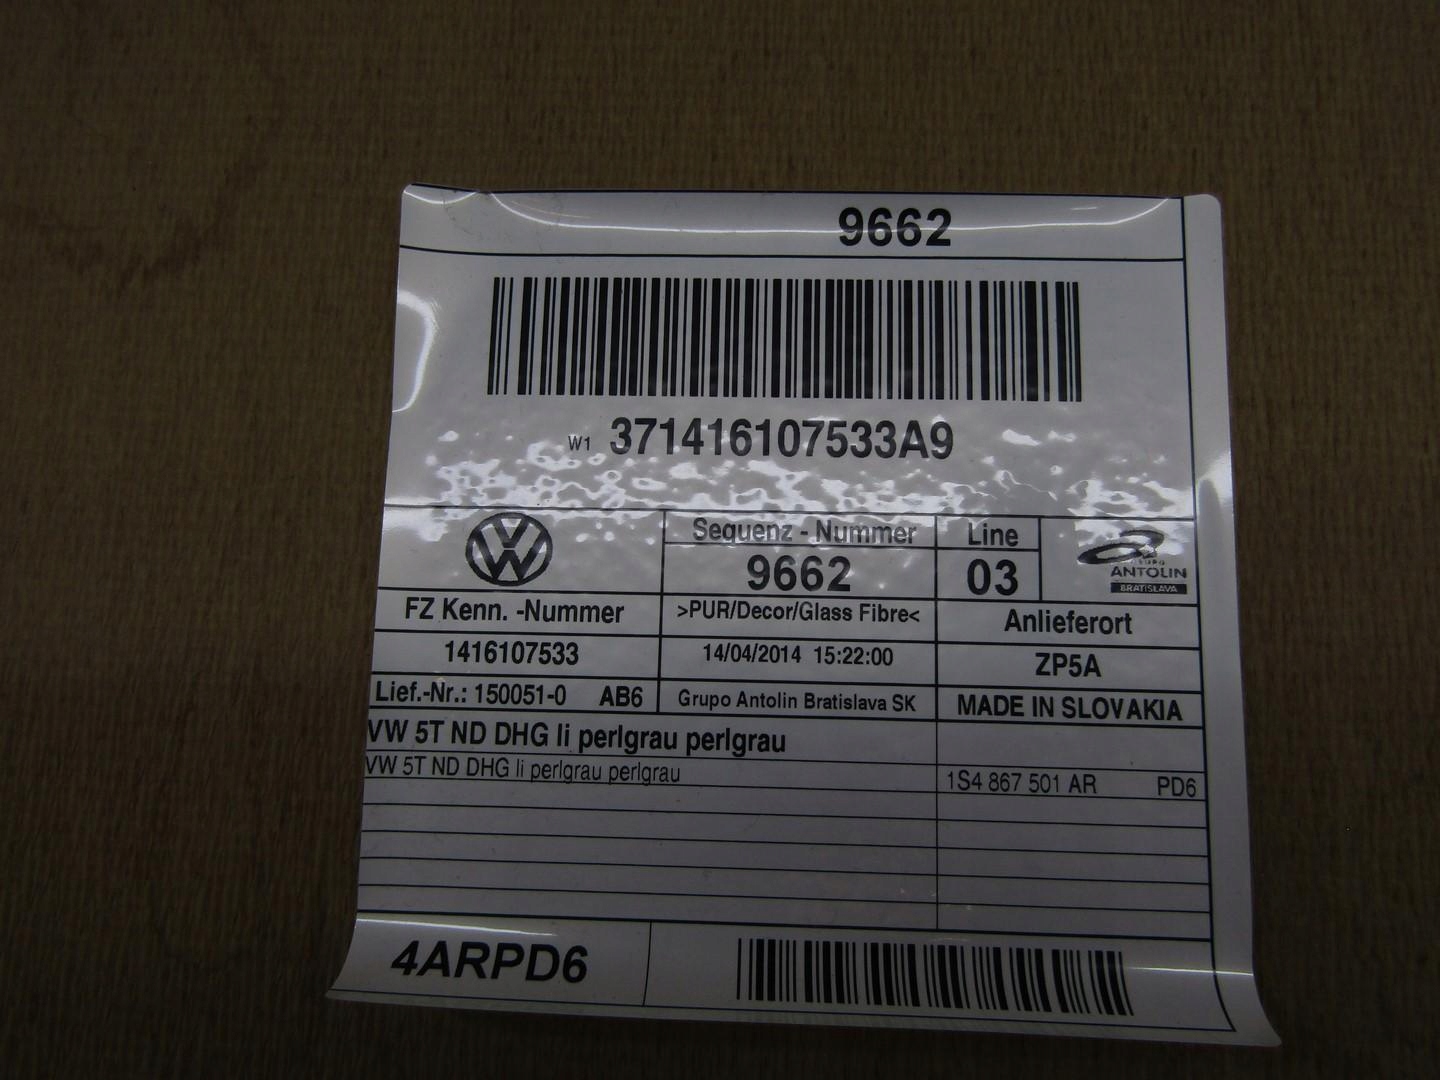 9662
W1 371416107533A9
Sequenz - Nummer
9662
Line
03
GRUPO
ANTOLIN
BRATISLAVA
FZ Kenn. -Nummer
>PUR/Decor/Glass Fibre<
Anlieferort
1416107533
14/04/2014 15:22:00
ZP5A
Lief.-Nr.: 150051-0 AB6
Grupo Antolin Bratislava SK
MADE IN SLOVAKIA
VW 5T ND DHG li perlgrau perlgrau
VW 5T ND DHG li perlgrau perlgrau
1S4 867 501 AR PD6
4ARPD6